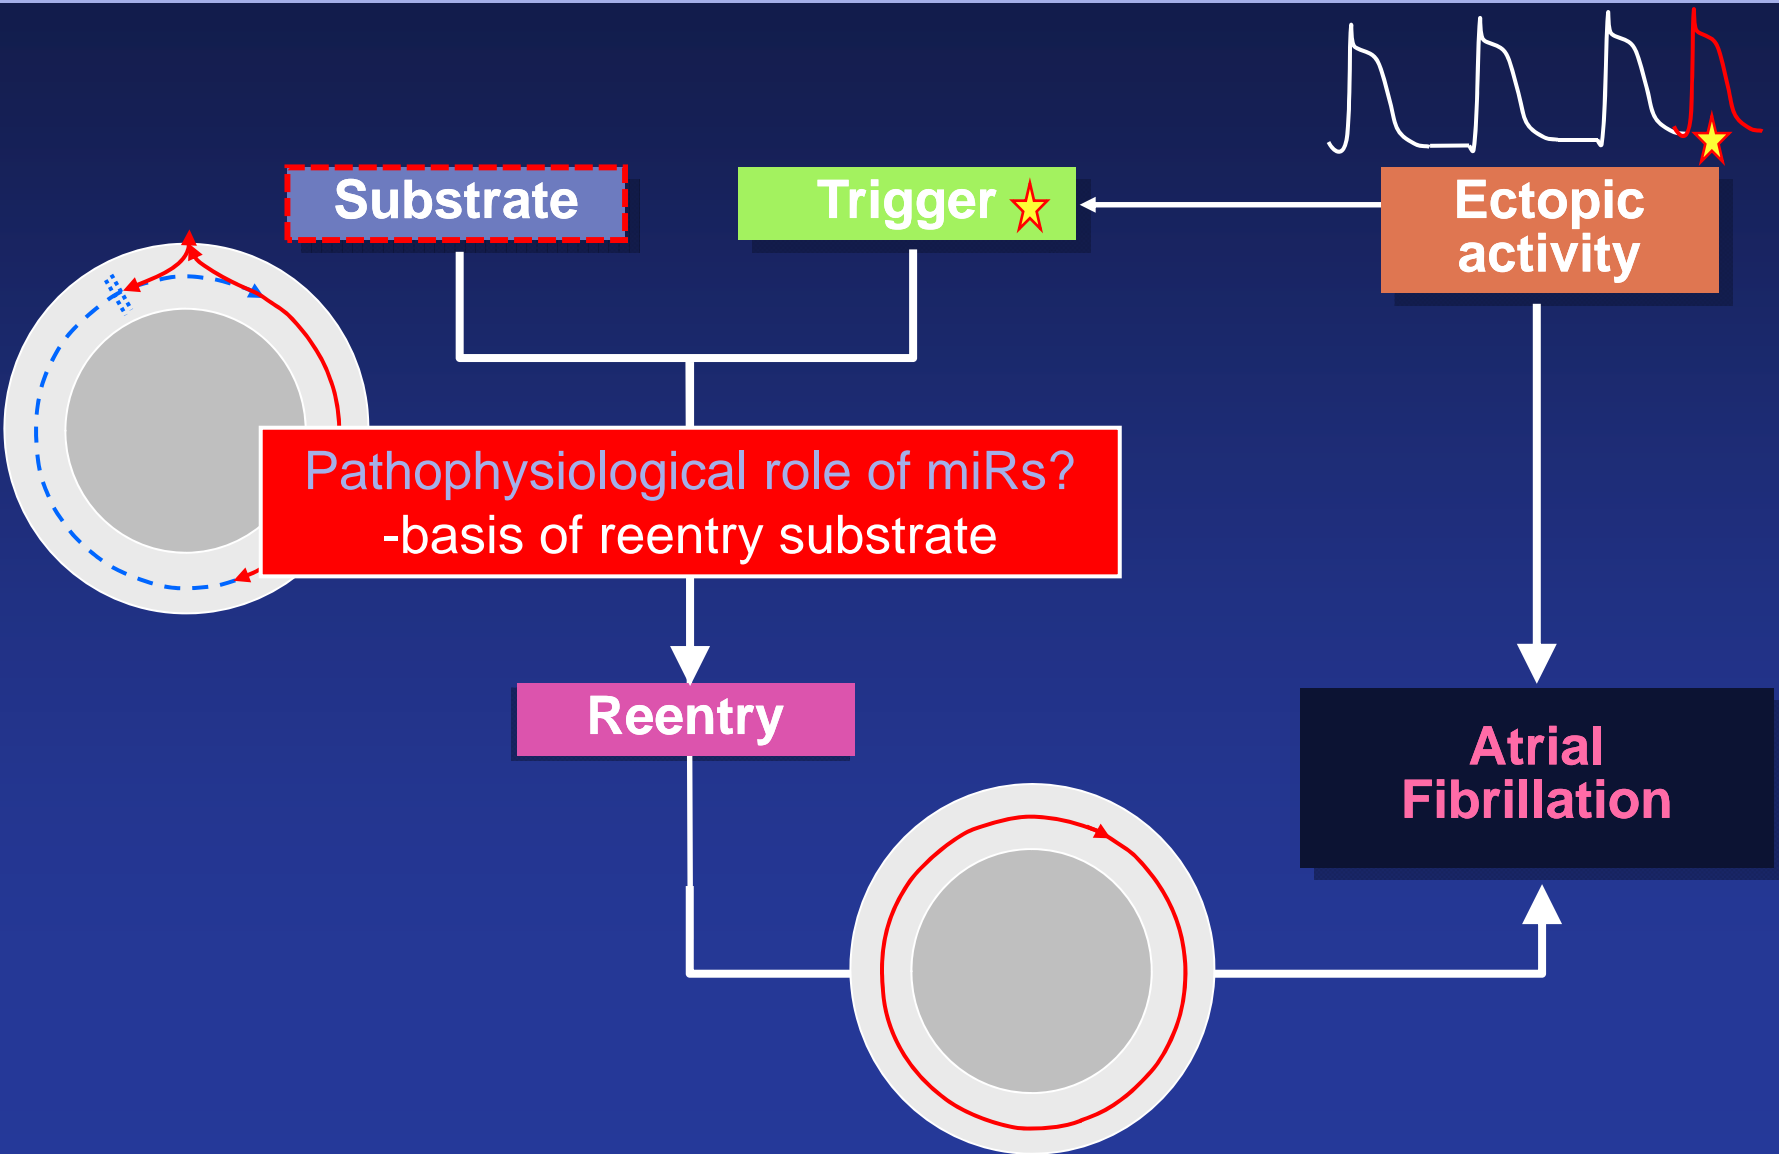 Substrate
Trigger
Ectopic
activity
Pathophysiological role of miRs?
-basis of reentry substrate
Reentry
Atrial
Fibrillation